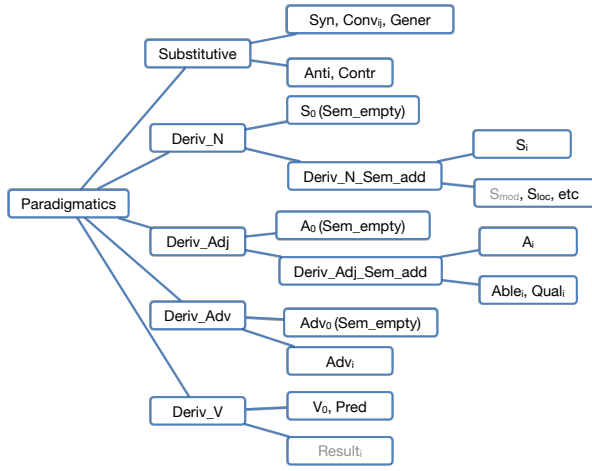 Syn, Convᵢⱼ, Gener
Substitutive
Anti, Contr
S₀ (Sem_empty)
Deriv_N
Sᵢ
Deriv_N_Sem_add
Sₘₒd, Sₗₒc, etc
Paradigmatics
A₀ (Sem_empty)
Deriv_Adj
Aᵢ
Deriv_Adj_Sem_add
Ableᵢ, Qualᵢ
Deriv_Adv
Adv₀ (Sem_empty)
Advᵢ
V₀, Pred
Deriv_V
Resultᵢ